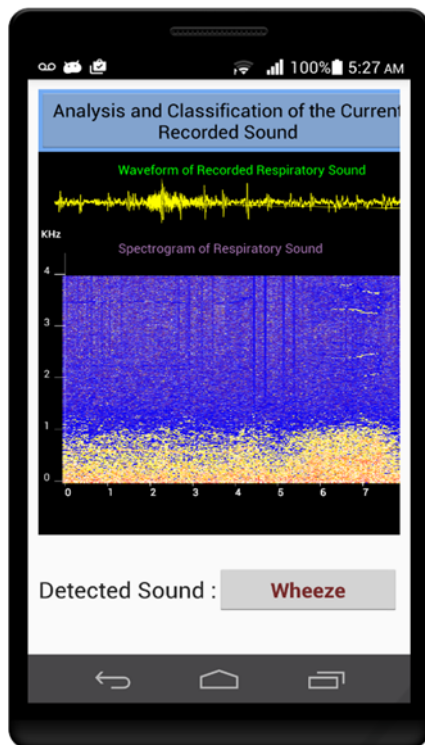 100% 5:27 AM
Analysis and Classification of the Current
Recorded Sound
Waveform of Recorded Respiratory Sound
KHz
Spectrogram of Respiratory Sound
4
3
2
1
0
0 1 2 3 4 5 6 7
Detected Sound : Wheeze